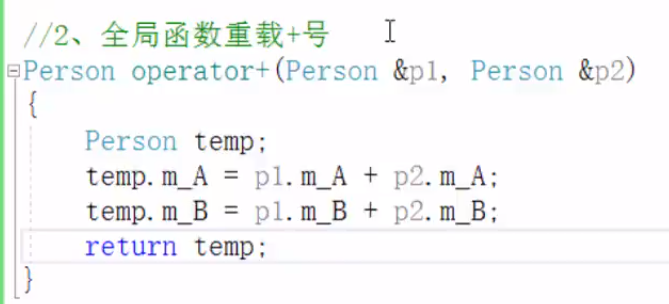 //2、全局函数重载+号
Person operator+(Person &p1, Person &p2)
{
Person temp;
temp.m_A = p1.m_A + p2.m_A;
temp.m_B = p1.m_B + p2.m_B;
return temp;
}